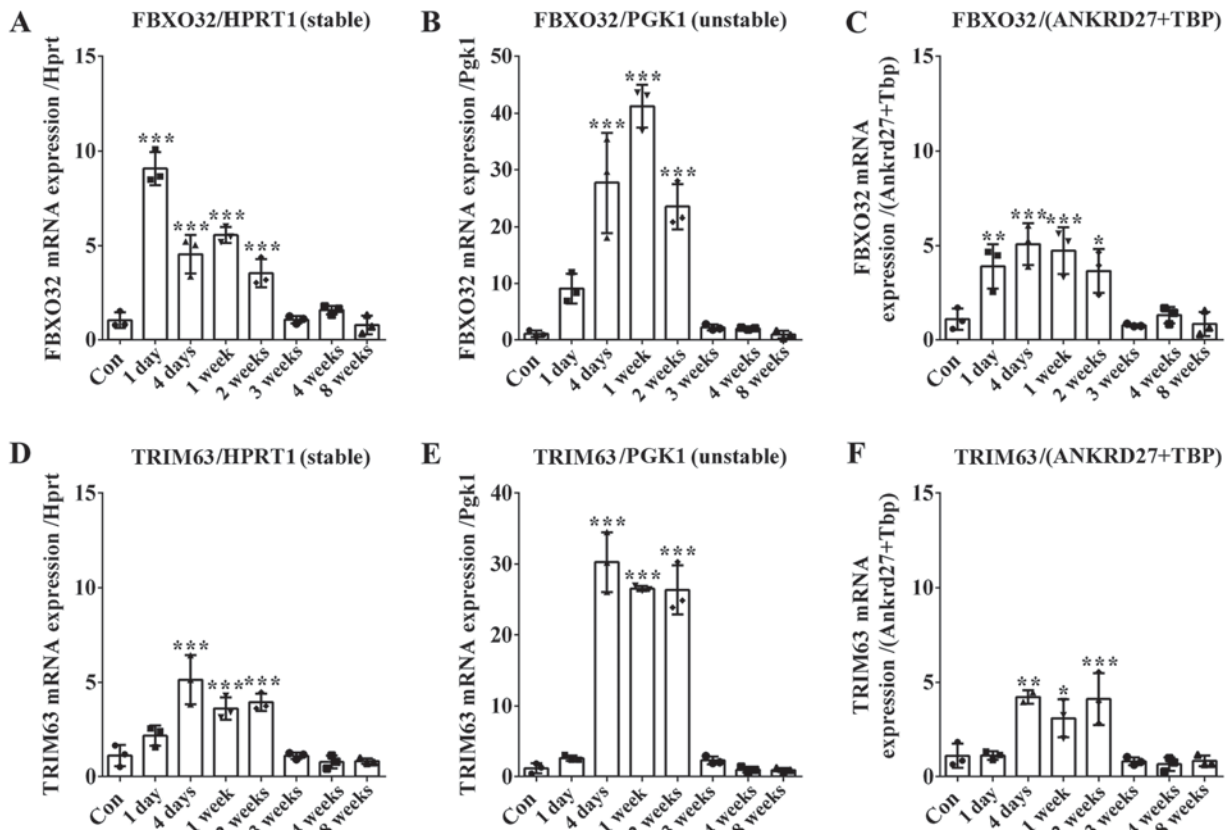 A FBXO32/HPRT1 (stable)
FBXO32 mRNA expression /Hprt
15
10
5
0
*** *** *** ***
Con 1 day 4 days 1 week 2 weeks 3 weeks 4 weeks 8 weeks
B FBXO32/PGK1 (unstable)
FBXO32 mRNA expression /Pgk1
50
40
30
20
10
0
*** *** ***
Con 1 day 4 days 1 week 2 weeks 3 weeks 4 weeks 8 weeks
C FBXO32/(ANKRD27+TBP)
FBXO32 mRNA
expression /(Ankrd27+Tbp)
15
10
5
0
** *** *** *
Con 1 day 4 days 1 week 2 weeks 3 weeks 4 weeks 8 weeks
D TRIM63/HPRT1 (stable)
TRIM63 mRNA expression /Hprt
15
10
5
0
*** *** ***
Con 1 day 4 days 1 week 2 weeks 3 weeks 4 weeks 8 weeks
E TRIM63/PGK1 (unstable)
TRIM63 mRNA expression /Pgk1
40
30
20
10
0
*** *** ***
Con 1 day 4 days 1 week 2 weeks 3 weeks 4 weeks 8 weeks
F TRIM63/(ANKRD27+TBP)
TRIM63 mRNA
expression /(Ankrd27+Tbp)
15
10
5
0
** * ***
Con 1 day 4 days 1 week 2 weeks 3 weeks 4 weeks 8 weeks